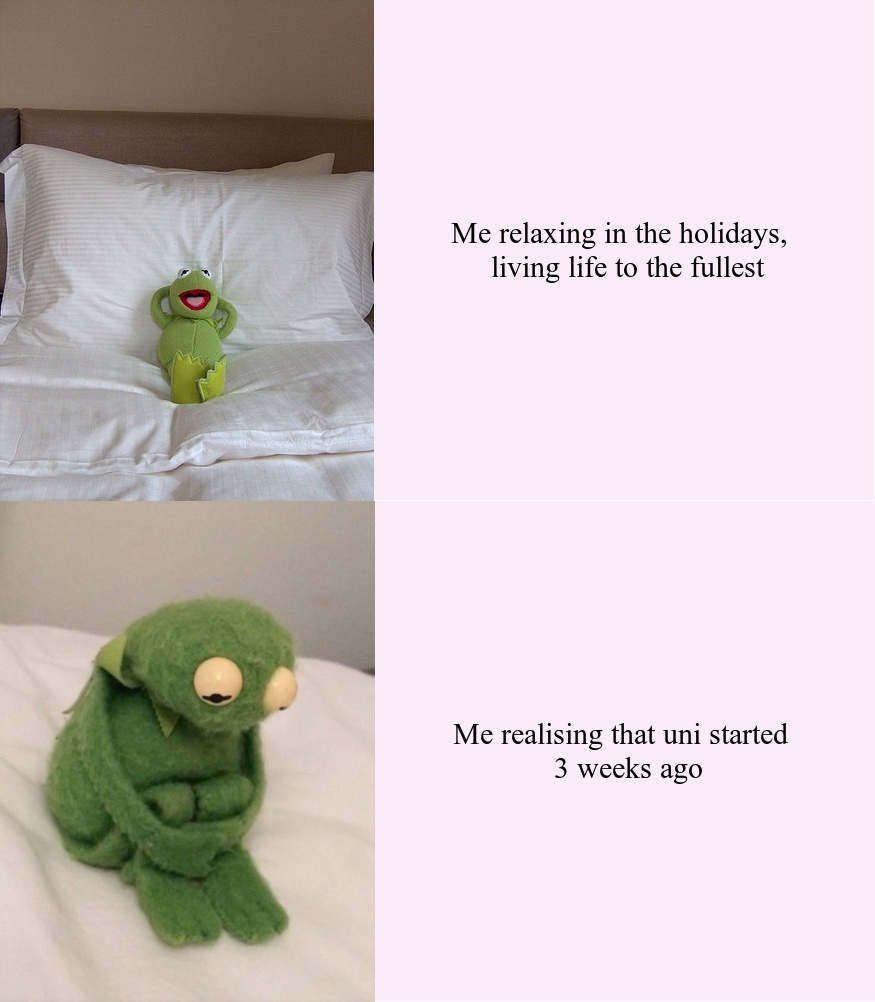 Me relaxing in the holidays,
living life to the fullest
Me realising that uni started
3 weeks ago